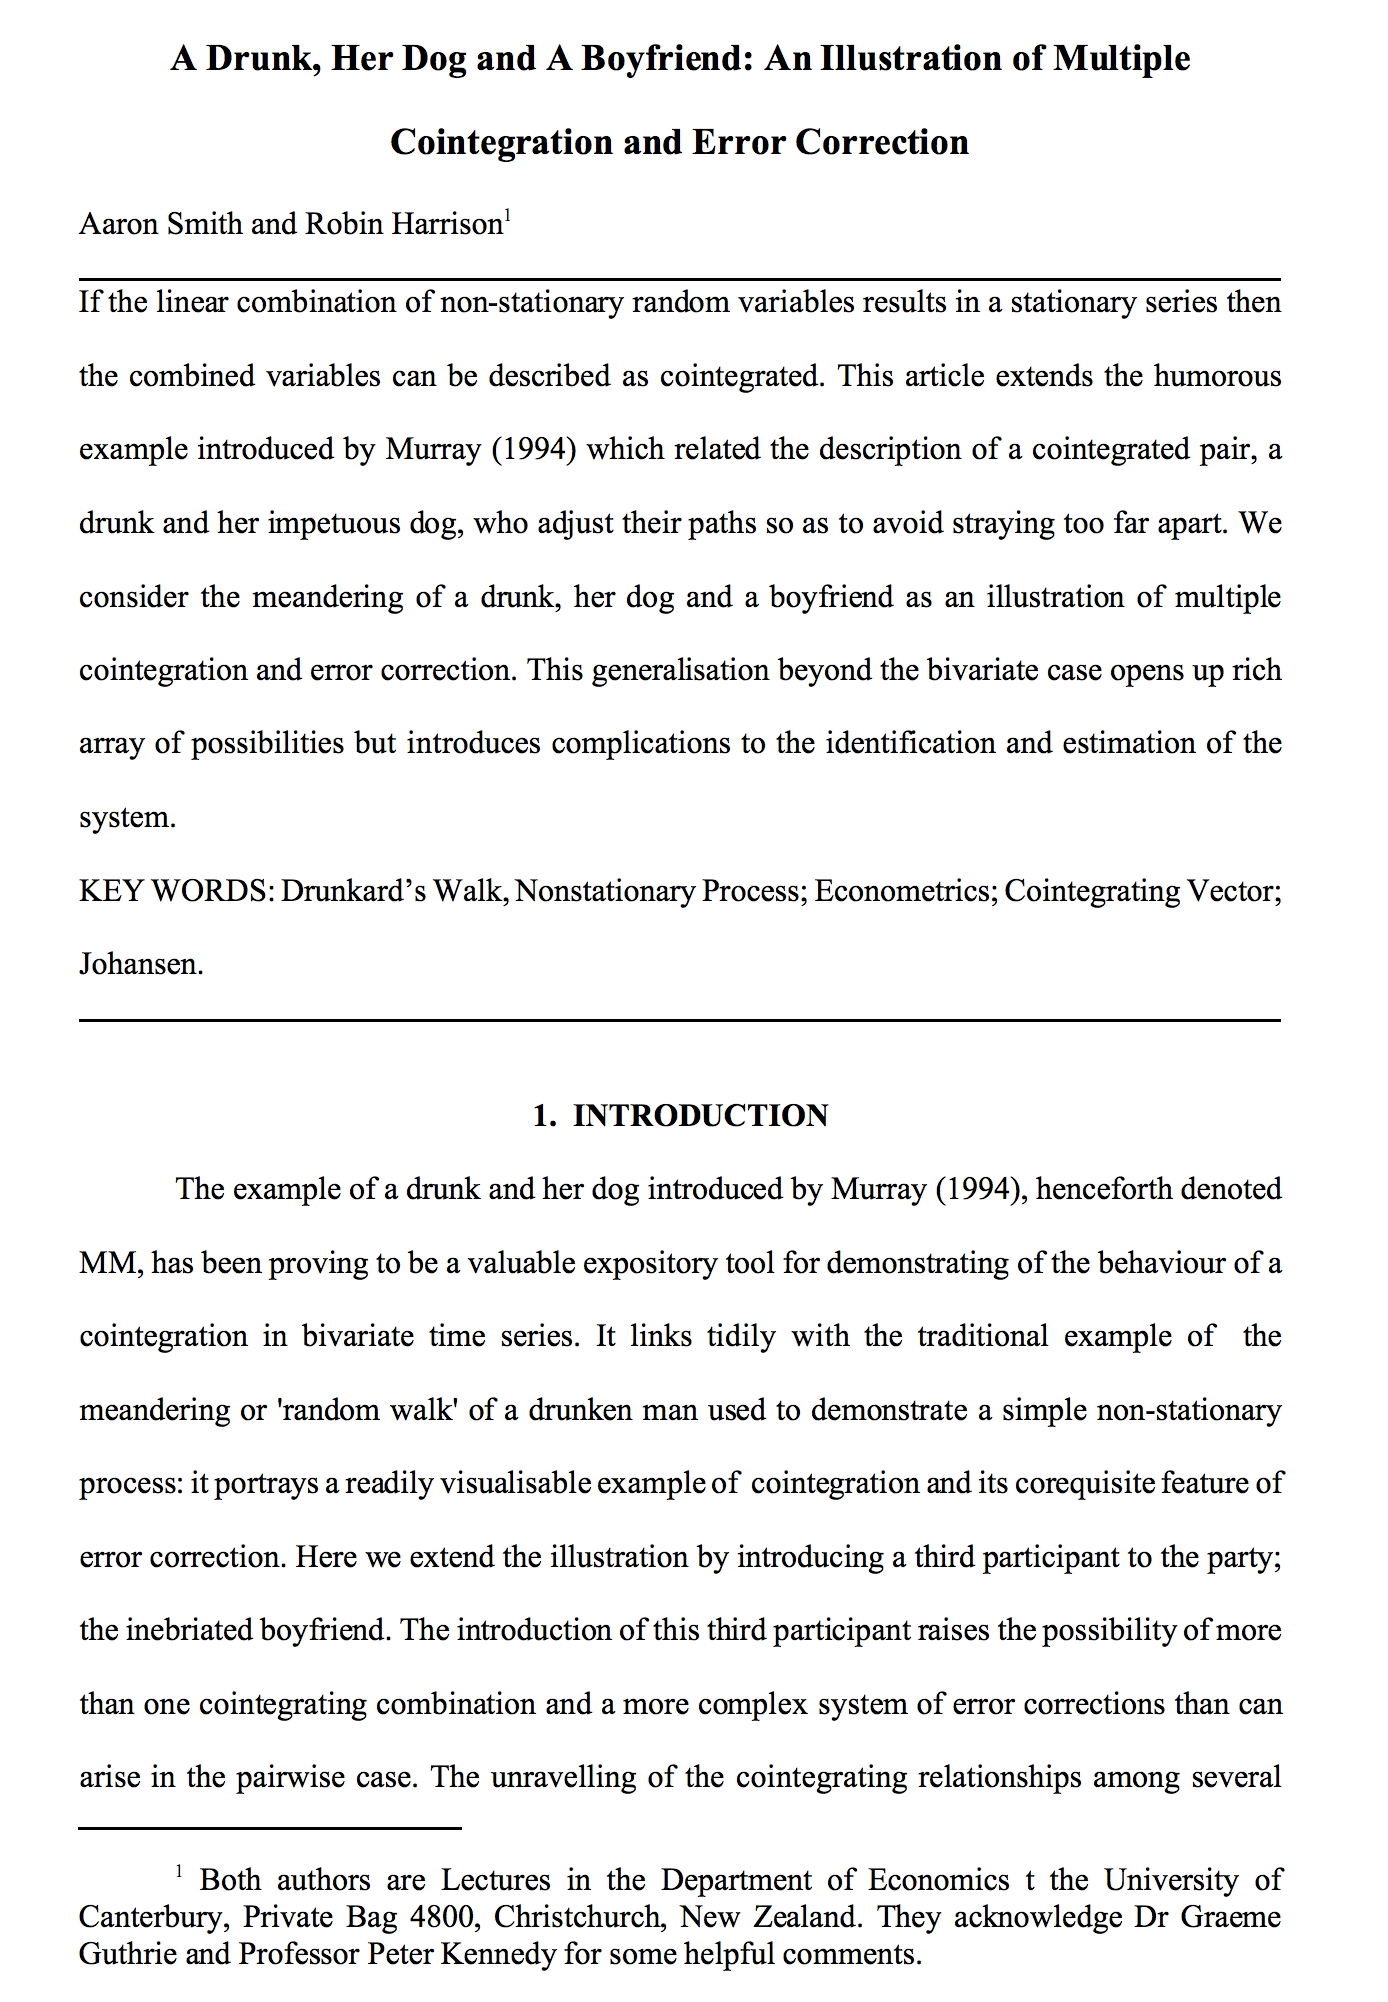 A Drunk, Her Dog and A Boyfriend: An Illustration of Multiple
Cointegration and Error Correction
Aaron Smith and Robin Harrison1
If the linear combination of non-stationary random variables results in a stationary series then
the combined variables can be described as cointegrated. This article extends the humorous
example introduced by Murray (1994) which related the description of a cointegrated pair, a
drunk and her impetuous dog, who adjust their paths so as to avoid straying too far apart. We
consider the meandering of a drunk, her dog and a boyfriend as an illustration of multiple
cointegration and error correction. This generalisation beyond the bivariate case opens up rich
array of possibilities but introduces complications to the identification and estimation of the
system.
KEY WORDS: Drunkard’s Walk, Nonstationary Process; Econometrics; Cointegrating Vector;
Johansen.
1. INTRODUCTION
The example of a drunk and her dog introduced by Murray (1994), henceforth denoted
MM, has been proving to be a valuable expository tool for demonstrating of the behaviour of a
cointegration in bivariate time series. It links tidily with the traditional example of the
meandering or 'random walk' of a drunken man used to demonstrate a simple non-stationary
process: it portrays a readily visualisable example of cointegration and its corequisite feature of
error correction. Here we extend the illustration by introducing a third participant to the party;
the inebriated boyfriend. The introduction of this third participant raises the possibility of more
than one cointegrating combination and a more complex system of error corrections than can
arise in the pairwise case. The unravelling of the cointegrating relationships among several
1 Both authors are Lectures in the Department of Economics t the University of
Canterbury, Private Bag 4800, Christchurch, New Zealand. They acknowledge Dr Graeme
Guthrie and Professor Peter Kennedy for some helpful comments.